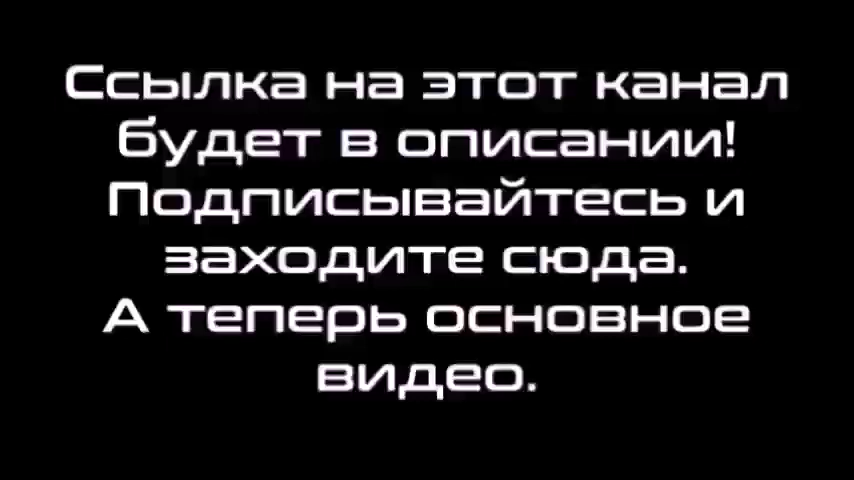 Ссылка на этот канал
будет в описании!
Подписывайтесь и
заходите сюда.
А теперь основное
видео.